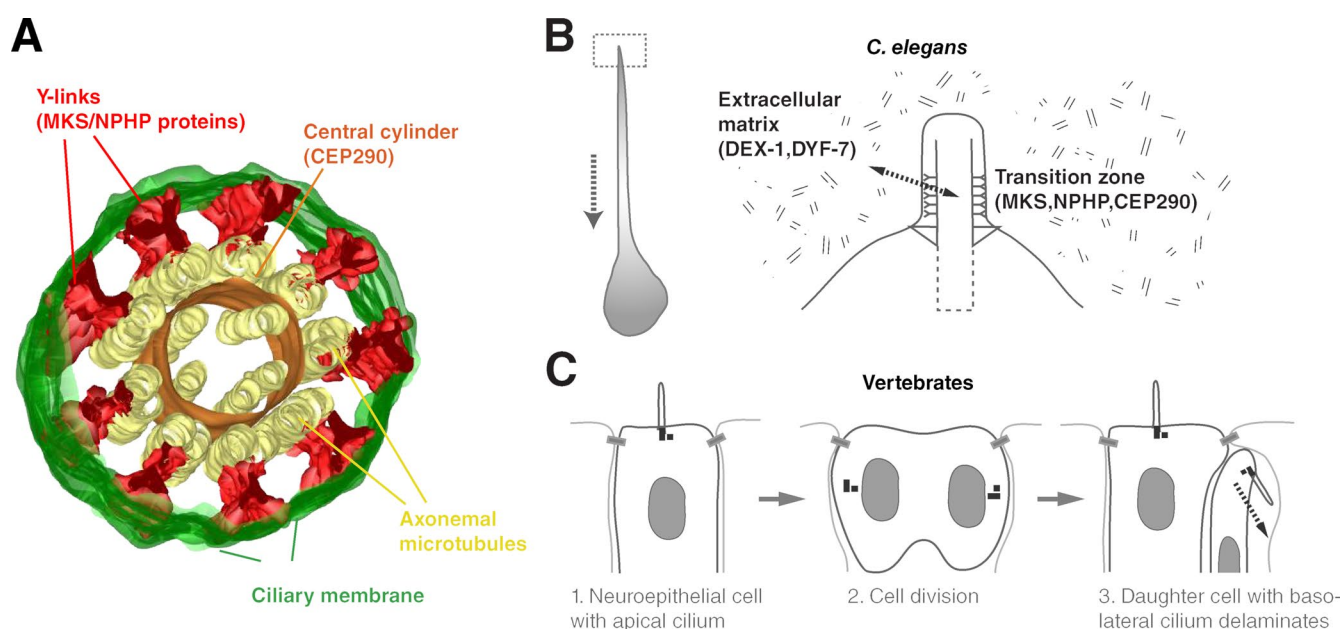 A
Y-links
(MKS/NPHP proteins)
Central cylinder
(CEP290)
Axonemal
microtubules
Ciliary membrane
B
C. elegans
Extracellular
matrix
(DEX-1,DYF-7)
Transition zone
(MKS,NPHP,CEP290)
C
Vertebrates
1. Neuroepithelial cell
with apical cilium
2. Cell division
3. Daughter cell with baso-
lateral cilium delaminates